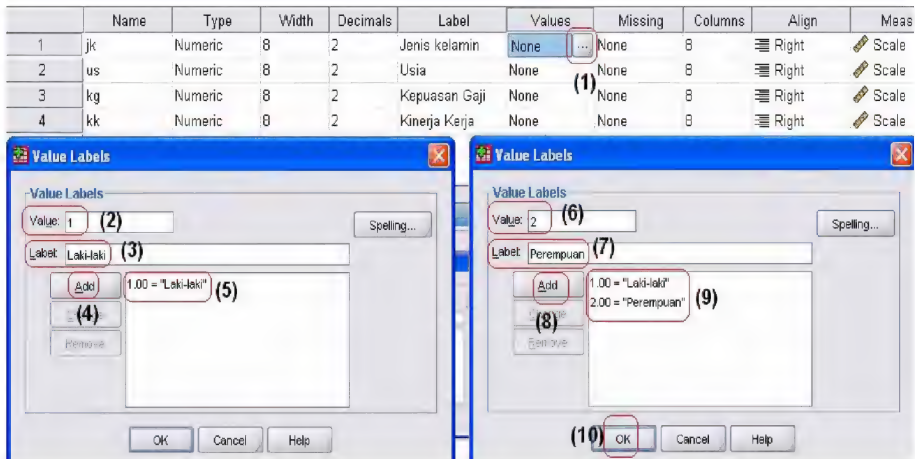 Name Type Width Decimals Label Values Missing Columns Align Meas
1 jk Numeric 8 2 Jenis kelamin None ... None 8 Right Scale
(1)
2 us Numeric 8 2 Usia None None 8 Right Scale
3 kg Numeric 8 2 Kepuasan Gaji None None 8 Right Scale
4 kk Numeric 8 2 Kinerja Kerja None None 8 Right Scale
Value Labels
Value Labels
Value: 1 (2)
Spelling...
Label: Laki-laki (3)
Add
1.00 = "Laki-laki" (5)
(4)
Remove
OK Cancel Help
Value Labels
Value Labels
Value: 2 (6)
Spelling...
Label: Perempuan (7)
Add
1.00 = "Laki-laki"
2.00 = "Perempuan" (9)
(8)
Remove
(10) OK Cancel Help